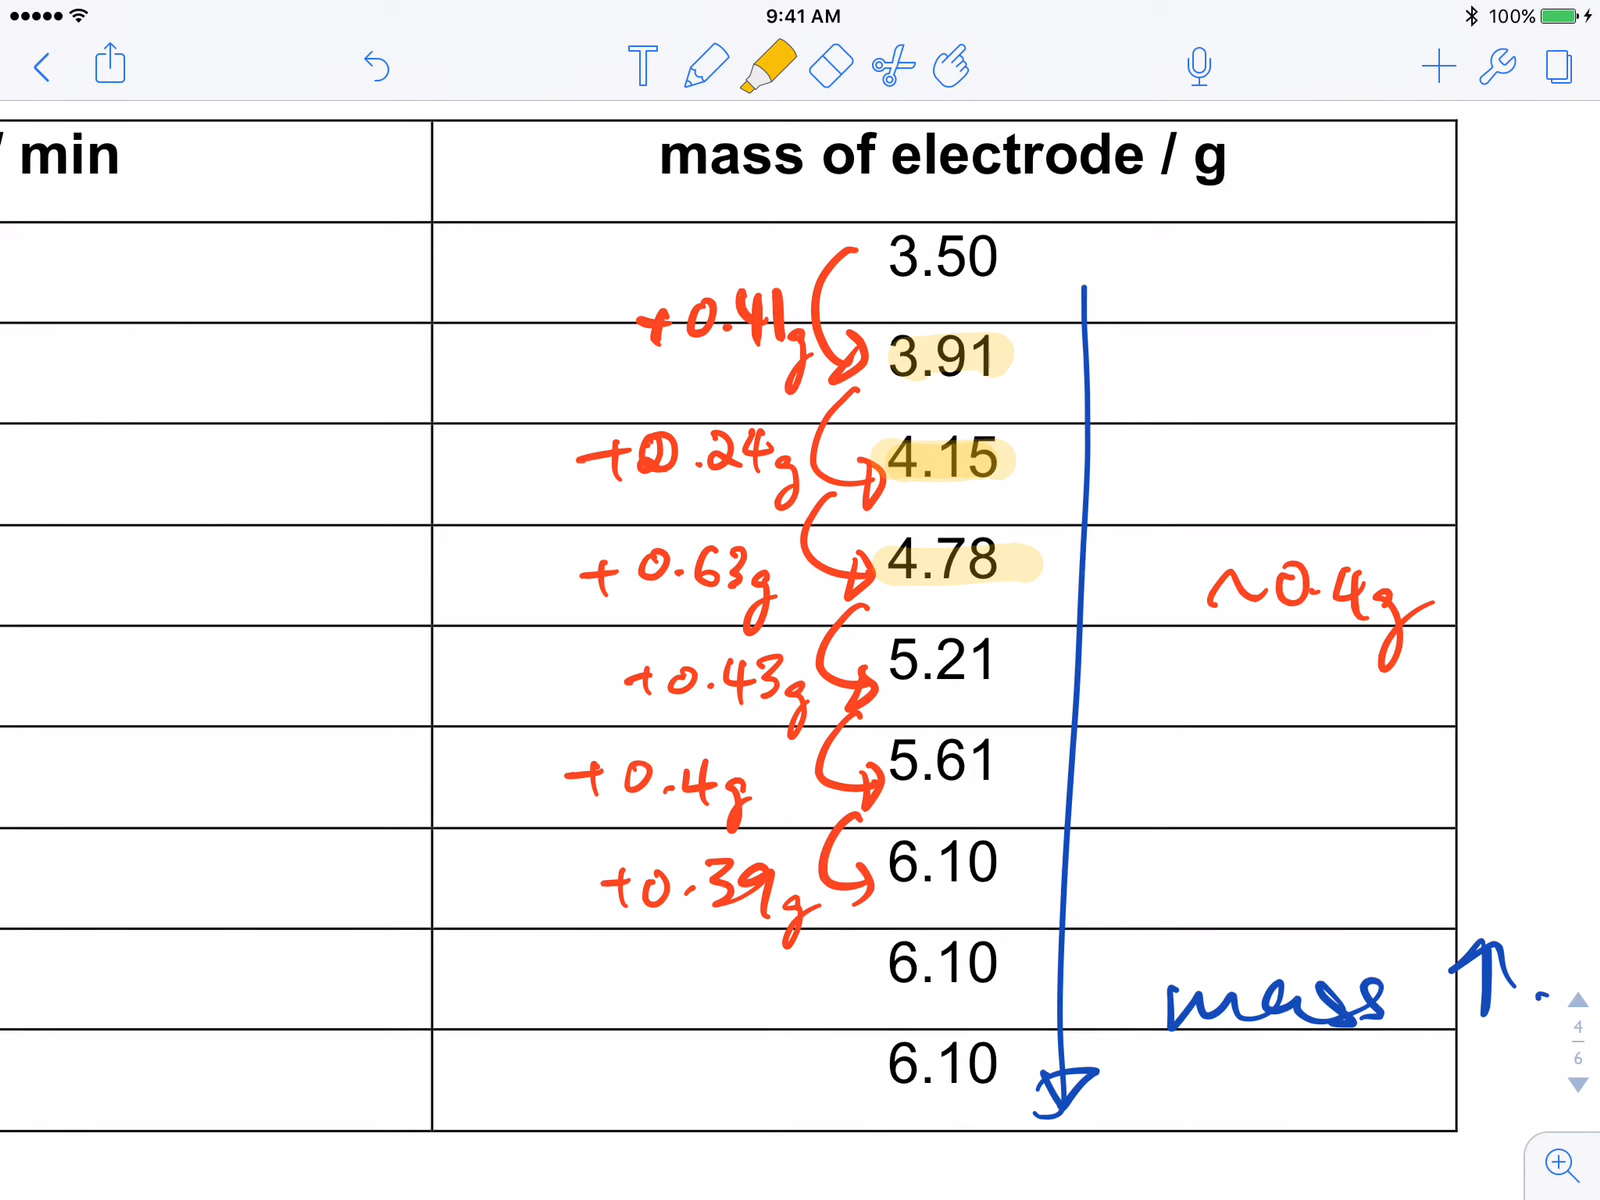 9:41 AM
100%
T
/ min
mass of electrode / g
3.50
+0.41g
3.91
+0.24g
4.15
+0.63g
4.78
~0.4g
+0.43g
5.21
+0.4g
5.61
+0.39g
6.10
6.10
mass ↑.
6.10
4
6